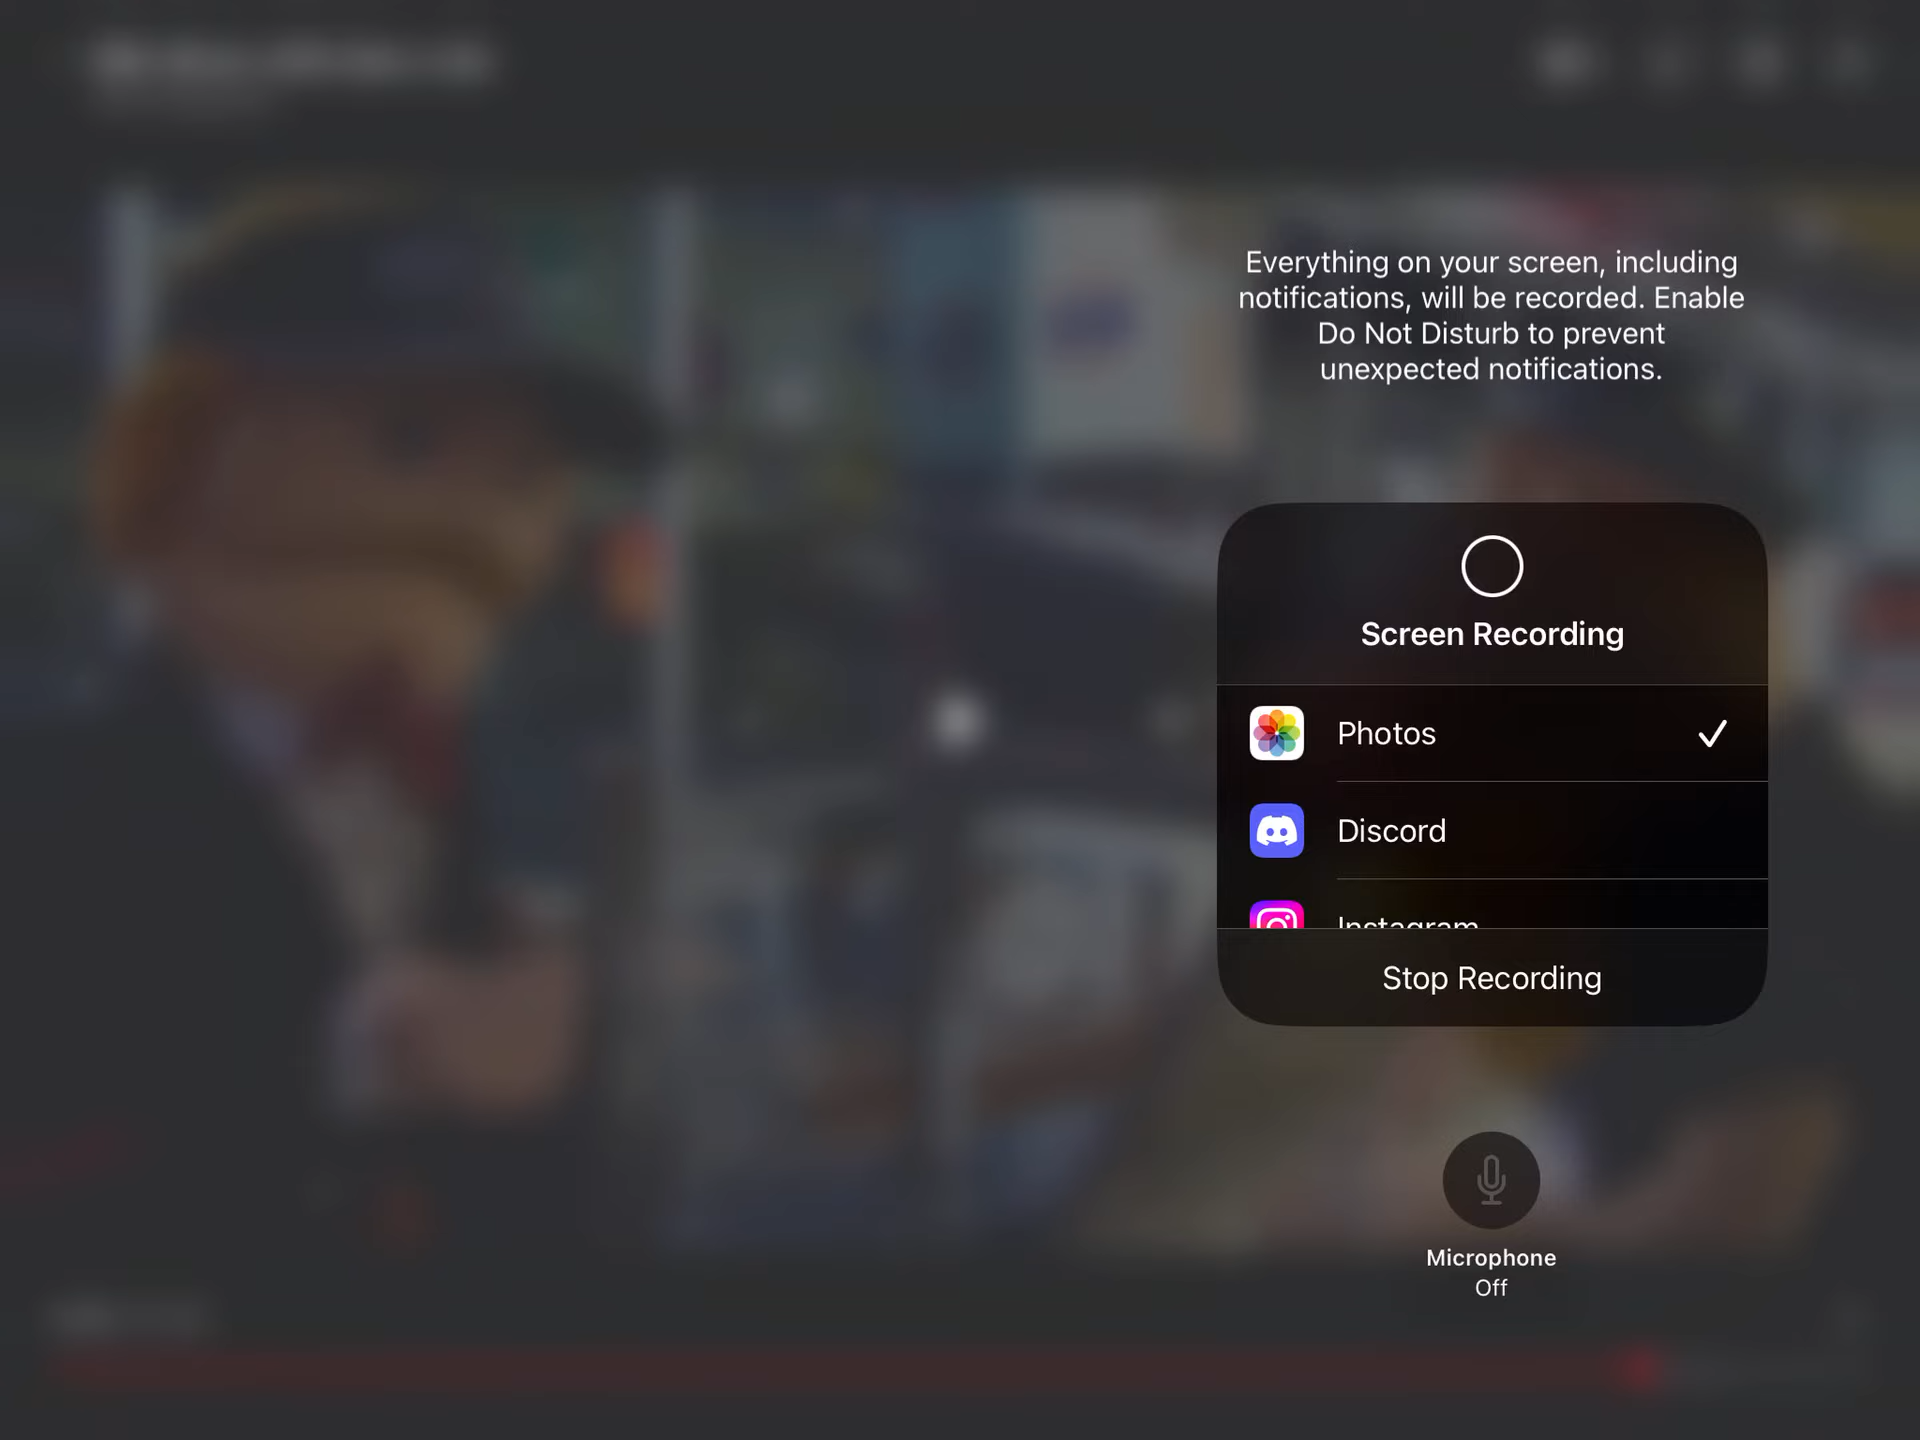 Everything on your screen, including
notifications, will be recorded. Enable
Do Not Disturb to prevent
unexpected notifications.
Screen Recording
Photos
Discord
Instagram
Stop Recording
Microphone
Off